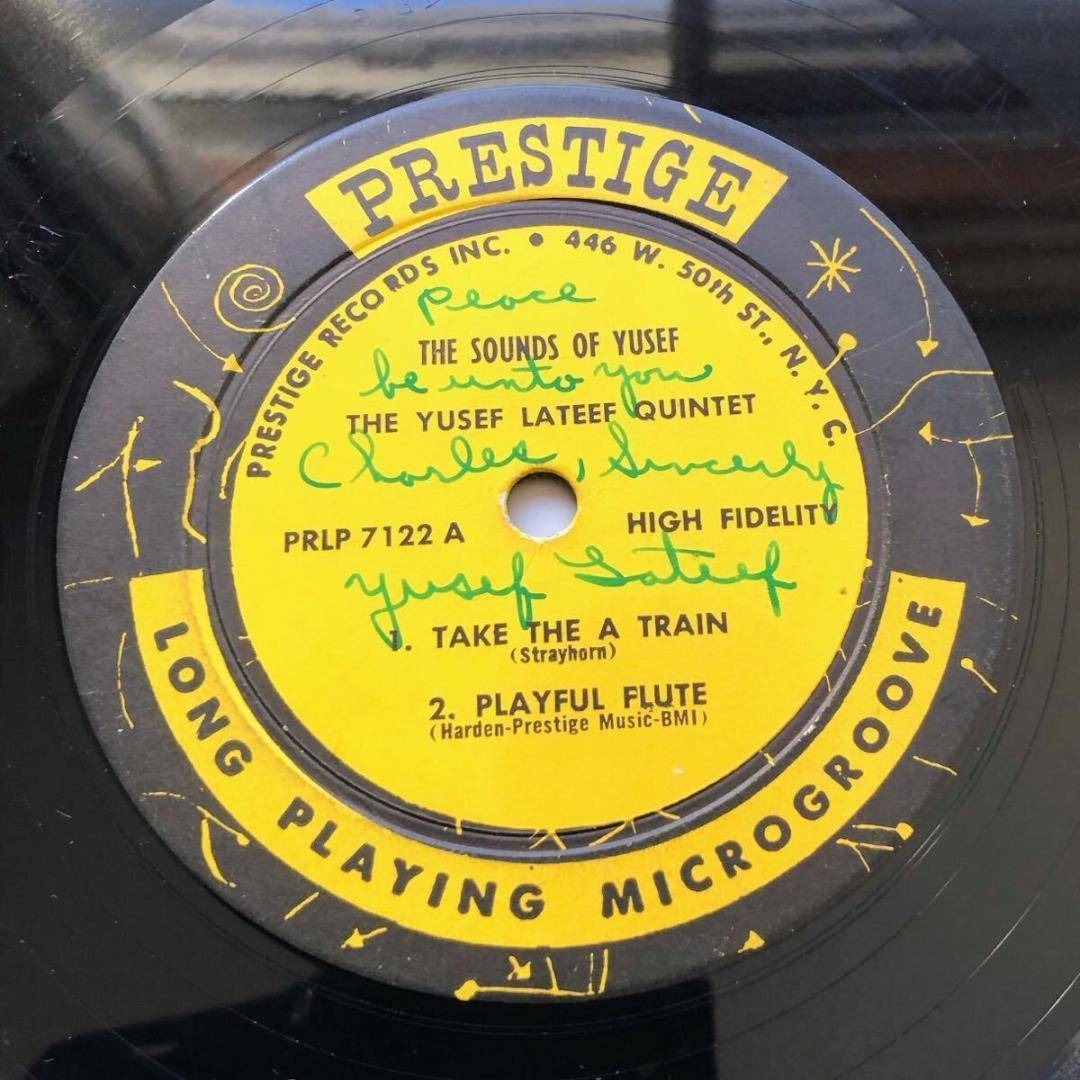 PRESTIGE
PRESTIGE RECORDS INC. • 446 W. 50th ST., N. Y. C.
Peace
THE SOUNDS OF YUSEF
be unto you
THE YUSEF LATEEF QUINTET
Charles, Sincerly
PRLP 7122 A
HIGH FIDELITY
Yusef Lateef
1. TAKE THE A TRAIN
(Strayhorn)
2. PLAYFUL FLUTE
(Harden-Prestige Music-BMI)
LONG PLAYING MICROGROOVE